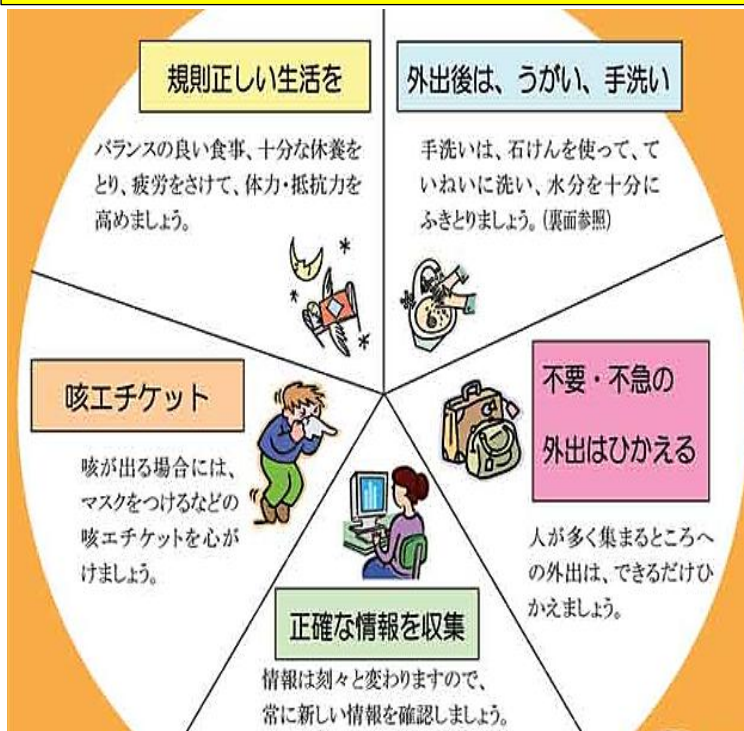 規則正しい生活を
バランスの良い食事、十分な休養を
とり、疲労をさけて、体力・抵抗力を
高めましょう。
外出後は、うがい、手洗い
手洗いは、石けんを使って、て
いねいに洗い、水分を十分に
ふきとりましょう。(裏面参照)
咳エチケット
咳が出る場合には、
マスクをつけるなどの
咳エチケットを心が
けましょう。
不要・不急の
外出はひかえる
人が多く集まるところへ
の外出は、できるだけひ
かえましょう。
正確な情報を収集
情報は刻々と変わりますので、
常に新しい情報を確認しましょう。